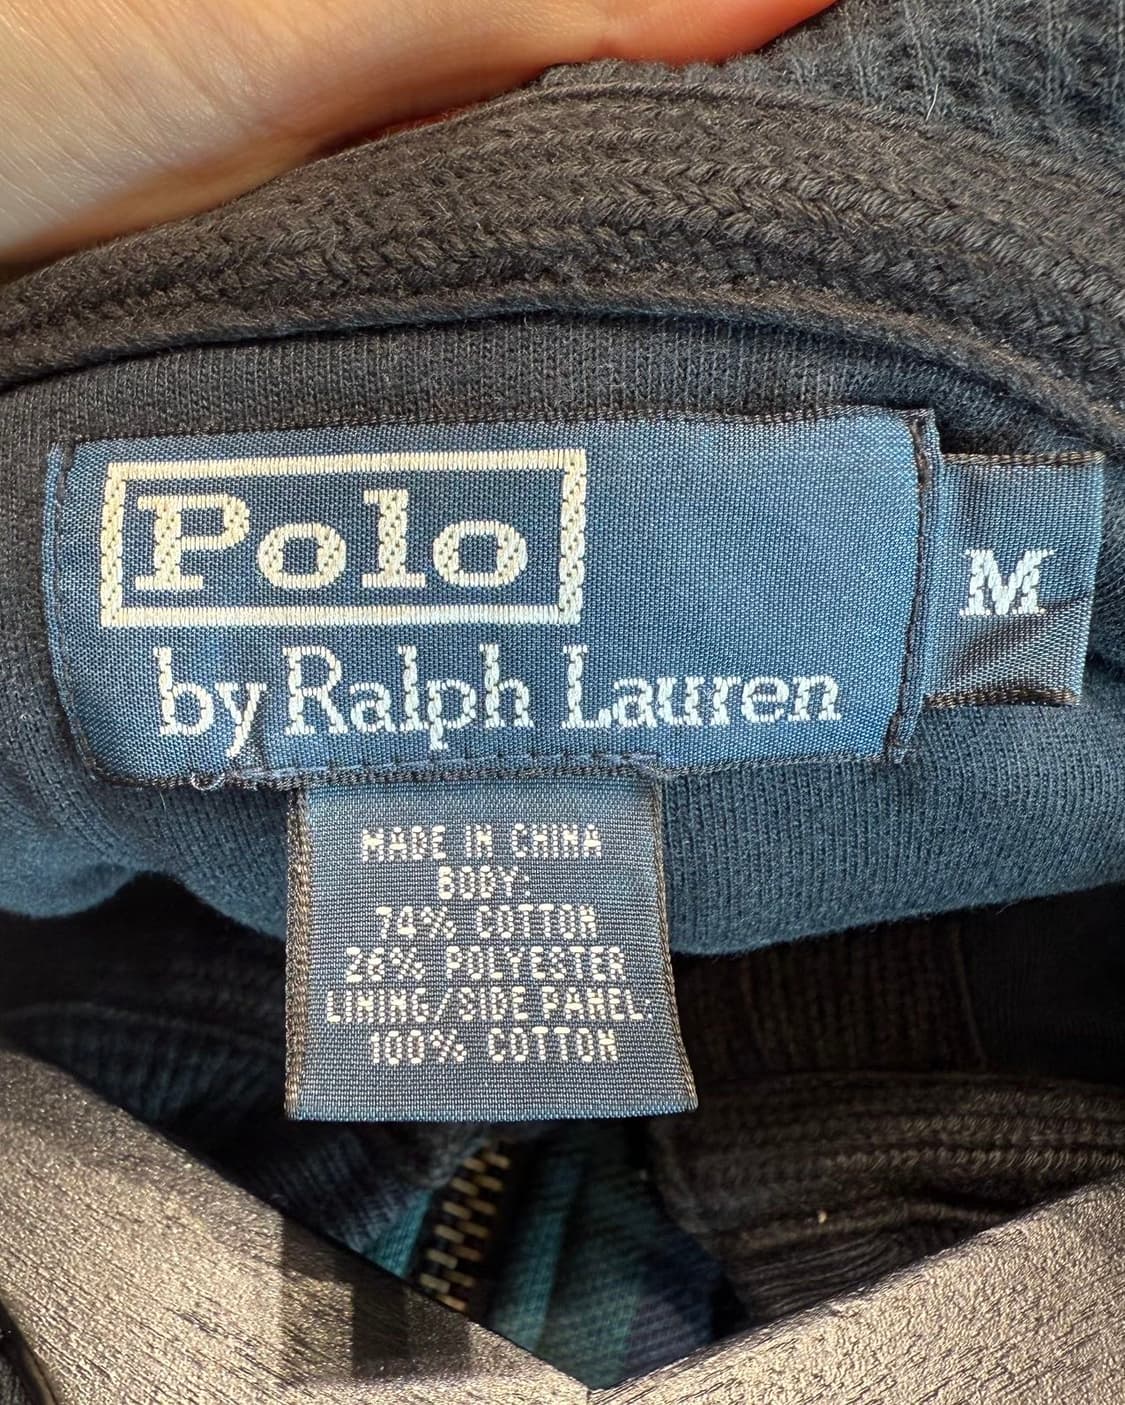 Polo
by Ralph Lauren
M
MADE IN CHINA
BODY:
74% COTTON
26% POLYESTER
LINING/SIDE PANEL:
100% COTTON